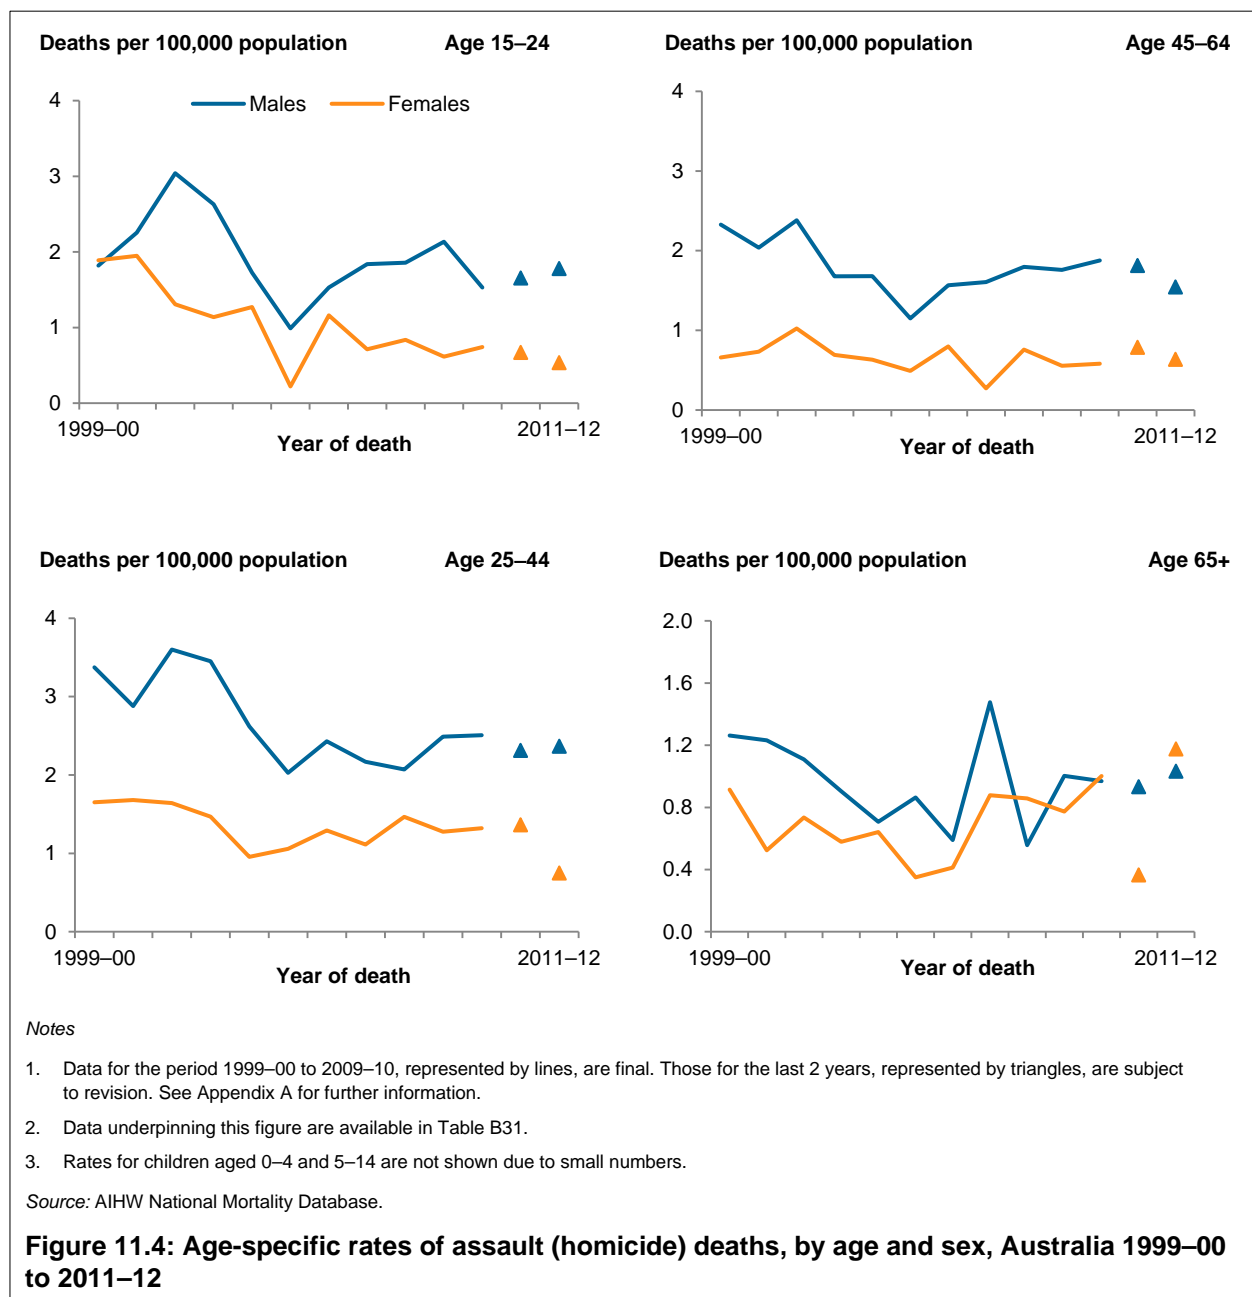 Deaths per 100,000 population Age 15–24
Males Females
4
3
2
1
0
1999–00 2011–12
Year of death
Deaths per 100,000 population Age 45–64
4
3
2
1
0
1999–00 2011–12
Year of death
Deaths per 100,000 population Age 25–44
4
3
2
1
0
1999–00 2011–12
Year of death
Deaths per 100,000 population Age 65+
2.0
1.6
1.2
0.8
0.4
0.0
1999–00 2011–12
Year of death
Notes
1. Data for the period 1999–00 to 2009–10, represented by lines, are final. Those for the last 2 years, represented by triangles, are subject
to revision. See Appendix A for further information.
2. Data underpinning this figure are available in Table B31.
3. Rates for children aged 0–4 and 5–14 are not shown due to small numbers.
Source: AIHW National Mortality Database.
Figure 11.4: Age-specific rates of assault (homicide) deaths, by age and sex, Australia 1999–00
to 2011–12